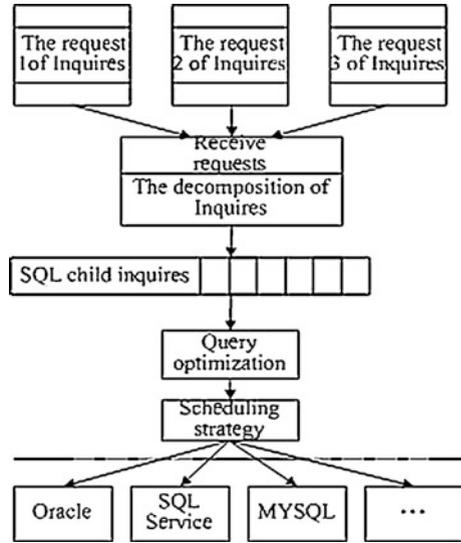 The request
1of Inquires
The request
2 of Inquires
The request
3 of Inquires
Receive
requests
The decomposition of
Inquires
SQL child inquires
Query
optimization
Scheduling
strategy
Oracle
SQL
Service
MYSQL
...